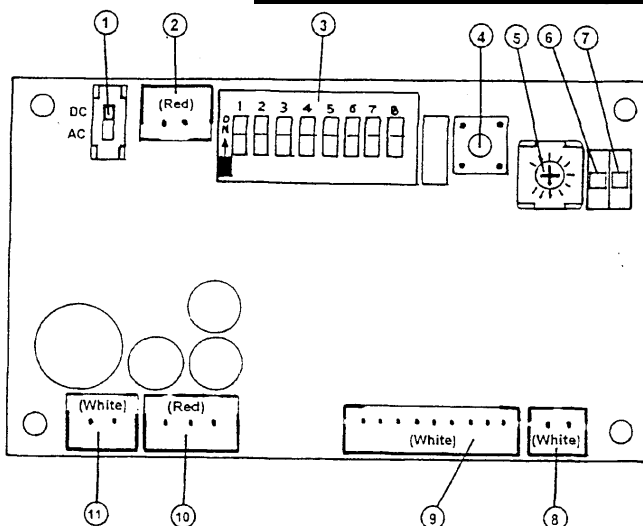 1 2 3 4 5 6 7
DC
AC
(Red)
1 2 3 4 5 6 7 8
ON
(White) (Red)
(White) (White)
11 10 9 8